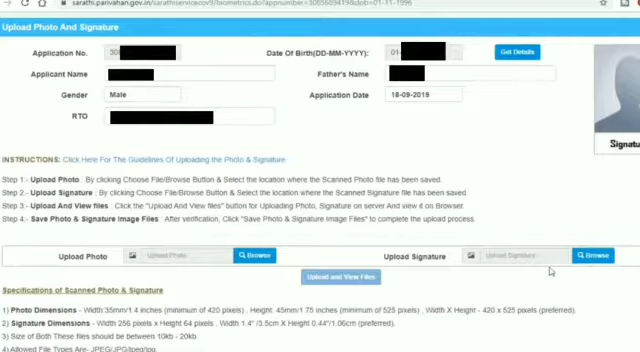 sarathi.parivahan.gov.in/sarathiservicecov9/biometrics.do?appnumber=3085689419&dob=01-11-1996
Upload Photo And Signature
Application No. 30 Date Of Birth(DD-MM-YYYY): 01- Get Details
Applicant Name Father's Name
Gender Male Application Date 18-09-2019
RTO
Signatu
INSTRUCTIONS: Click Here For The Guidelines Of Uploading the Photo & Signature
Step 1:- Upload Photo : By clicking Choose File/Browse Button & Select the location where the Scanned Photo file has been saved.
Step 2:- Upload Signature : By clicking Choose File/Browse Button & Select the location where the Scanned Signature file has been saved.
Step 3:- Upload And View files : Click the "Upload And View files" button for Uploading Photo, Signature on server And View it on Browser.
Step 4:- Save Photo & Signature Image Files : After verification, Click "Save Photo & Signature Image Files" to complete the upload process.
Upload Photo Upload Photo Browse Upload Signature Upload Signature Browse
Upload and View Files
Specifications of Scanned Photo & Signature
1) Photo Dimensions - Width:35mm/1.4 inches (minimum of 420 pixels) , Height: 45mm/1.75 inches (minimum of 525 pixels) , Width X Height - 420 x 525 pixels (preferred).
2) Signature Dimensions - Width 256 pixels x Height 64 pixels , Width 1.4" /3.5cm X Height 0.44"/1.06cm (preferred).
3) Size of Both These files should be between 10kb - 20kb
4) Allowed File Types Are- JPEG/JPG/jpeg/jpg.